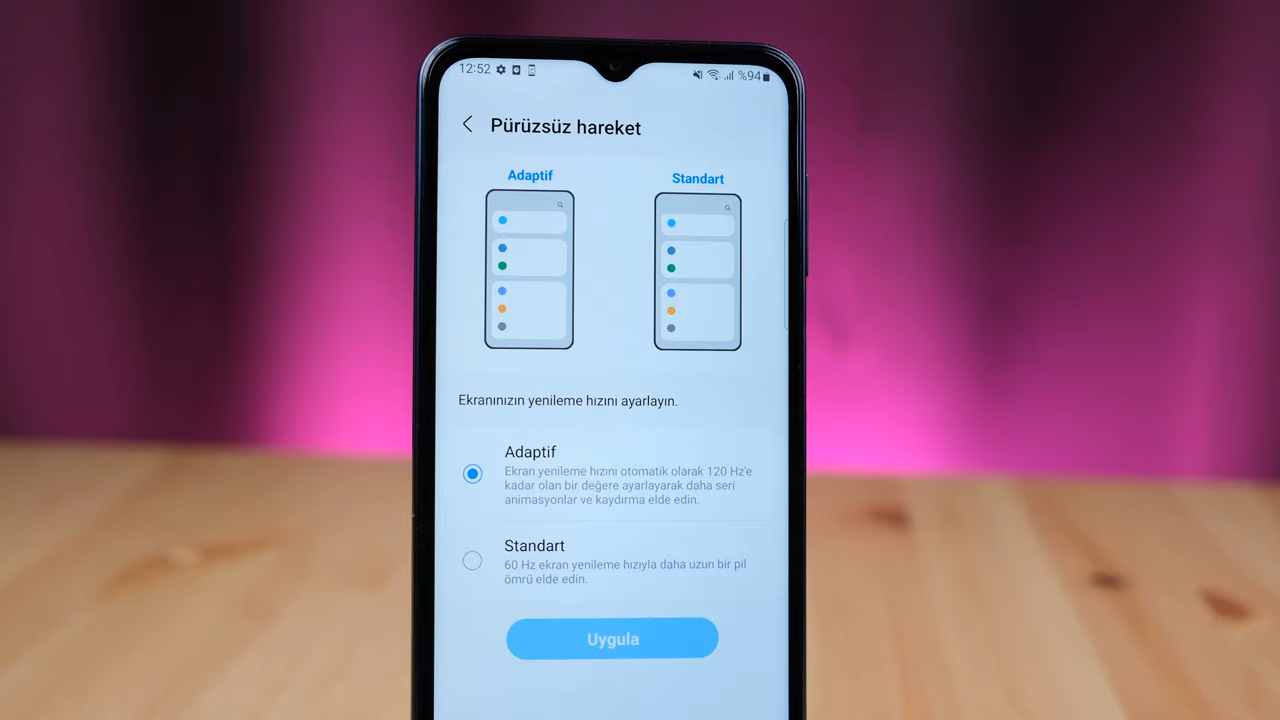 12:52 %94
Pürüzsüz hareket
Adaptif Standart
Ekranınızın yenileme hızını ayarlayın.
Adaptif
Ekran yenileme hızını otomatik olarak 120 Hz'e
kadar olan bir değere ayarlayarak daha seri
animasyonlar ve kaydırma elde edin.
Standart
60 Hz ekran yenileme hızıyla daha uzun bir pil
ömrü elde edin.
Uygula